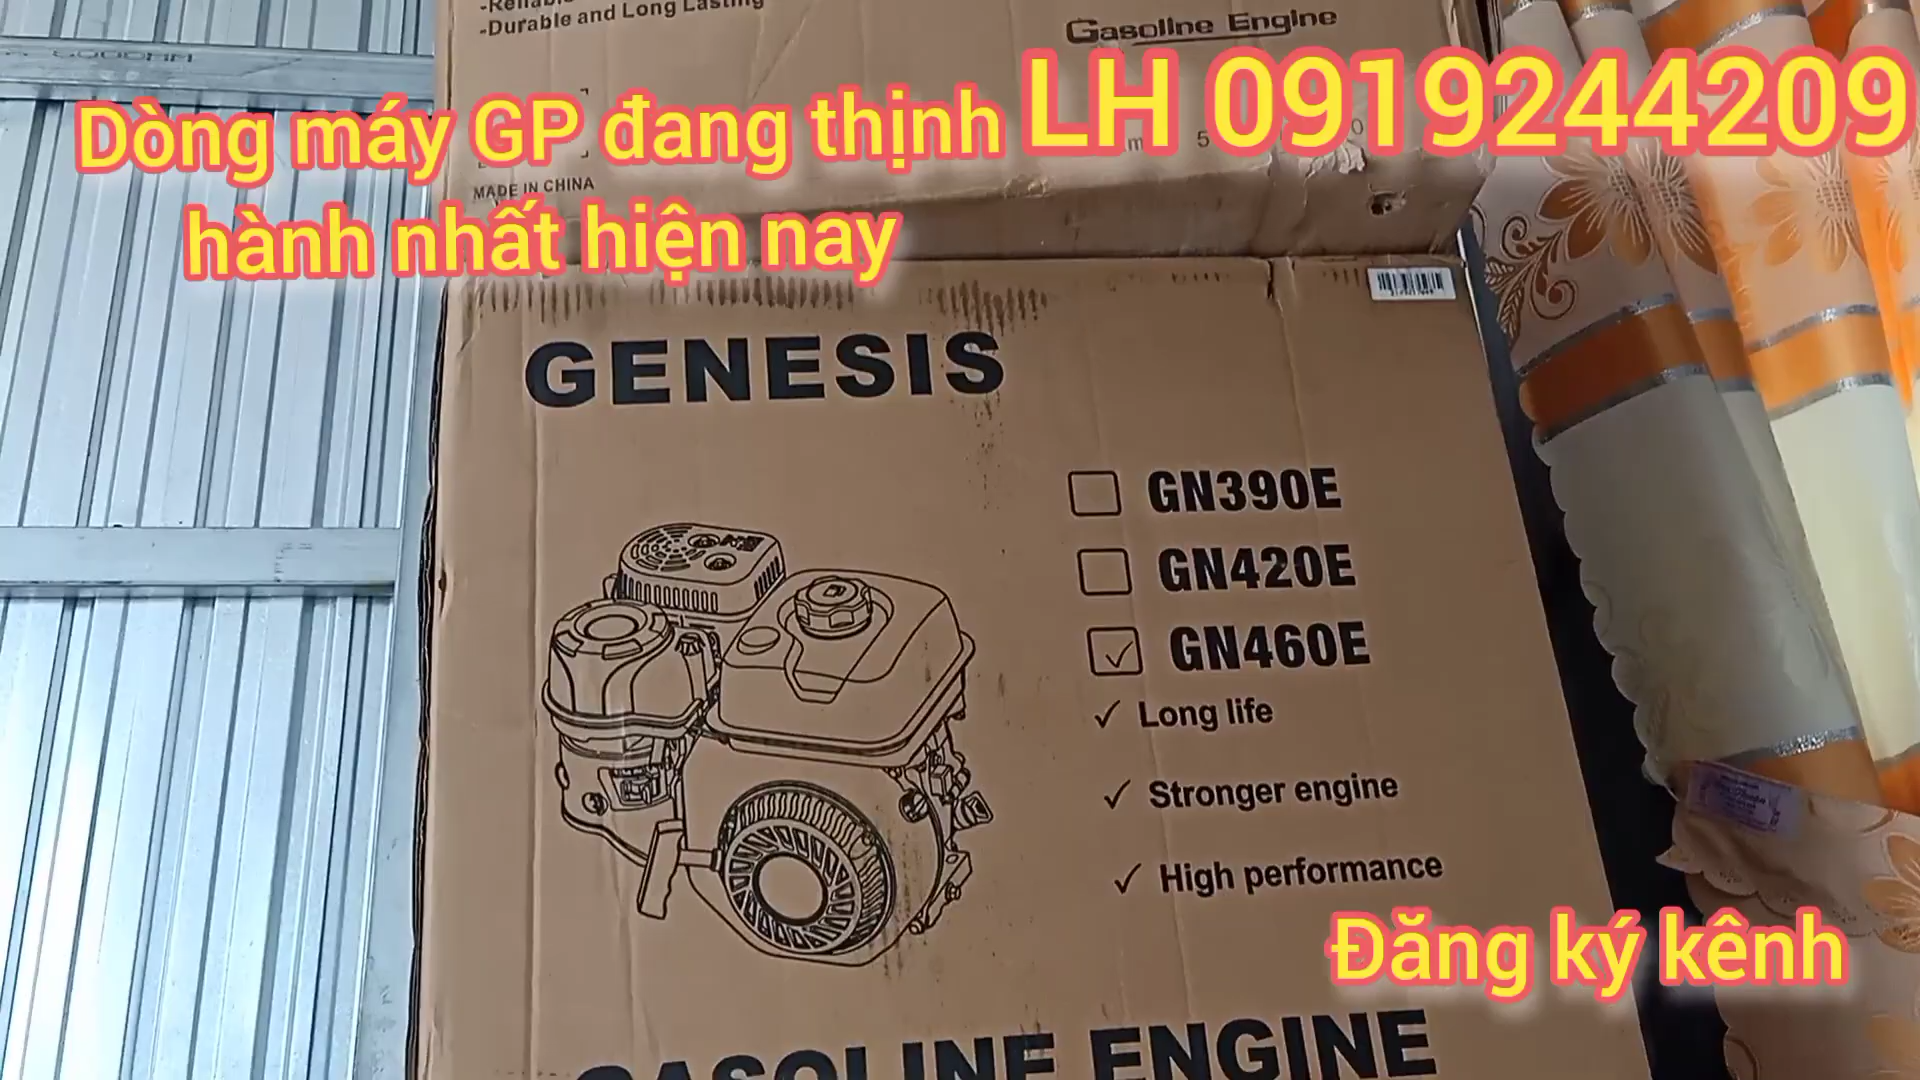 -Durable and Long Lasting
Gasoline Engine
LH 0919244209
Dòng máy GP đang thịnh
hành nhất hiện nay
MADE IN CHINA
GENESIS
GN390E
GN420E
GN460E
✓ Long life
✓ Stronger engine
✓ High performance
Đăng ký kênh
GASOLINE ENGINE